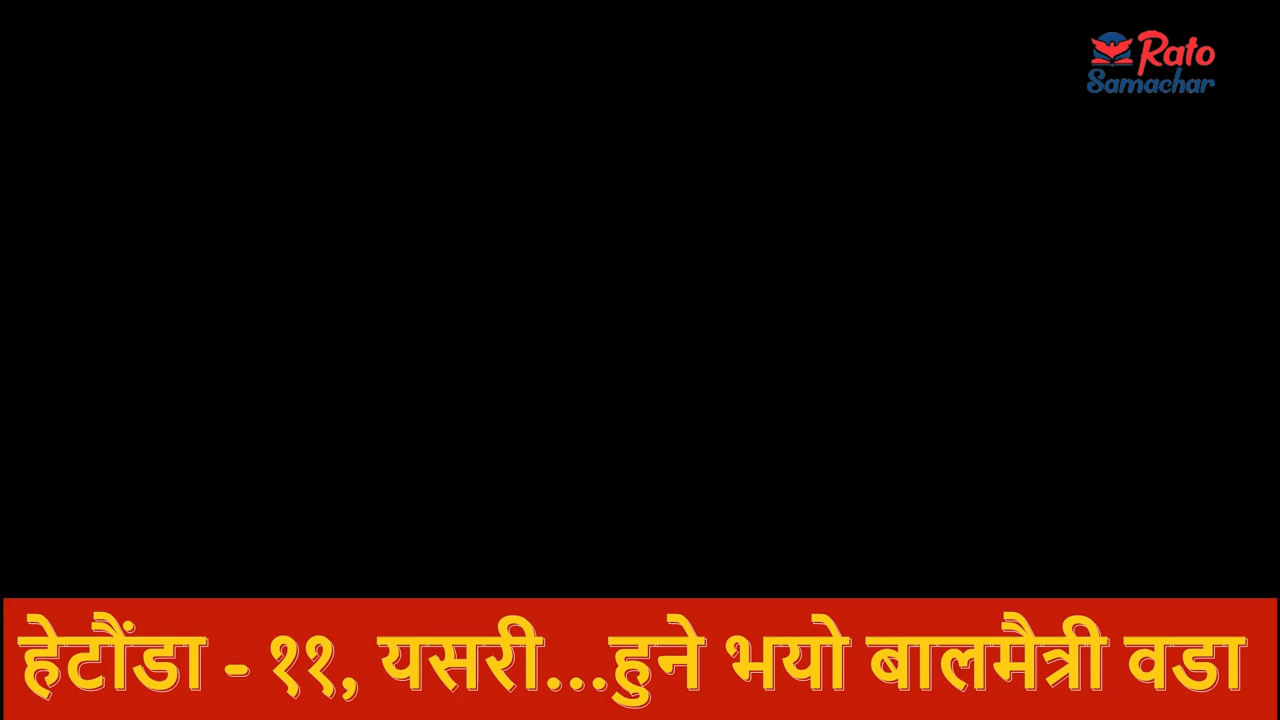 Rato
Samachar
हेटौंडा - ११, यसरी...हुने भयो बालमैत्री वडा